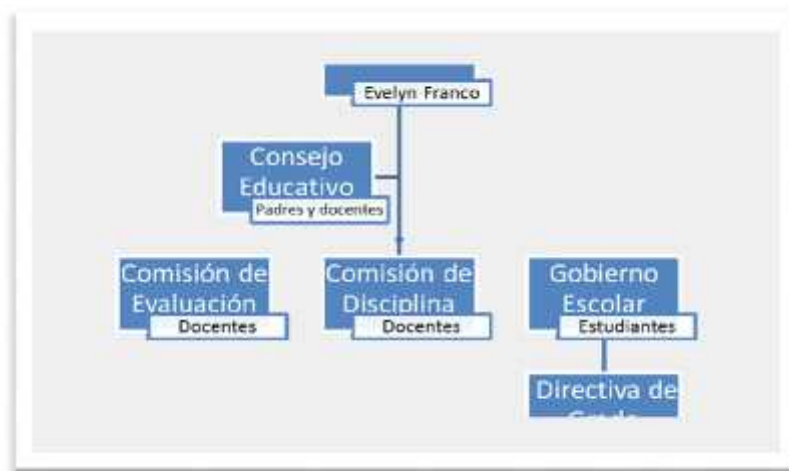 Evelyn Franco
Consejo
Educativo
Padres y docentes
Comisión de
Evaluación
Docentes
Comisión de
Disciplina
Docentes
Gobierno
Escolar
Estudiantes
Directiva de